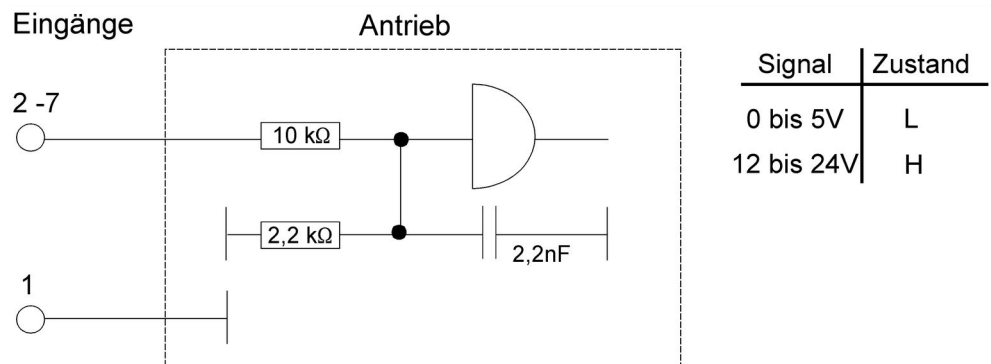 Eingänge
Antrieb
Signal Zustand
2 -7
10 kΩ
0 bis 5V L
12 bis 24V H
2,2 kΩ
2,2nF
1